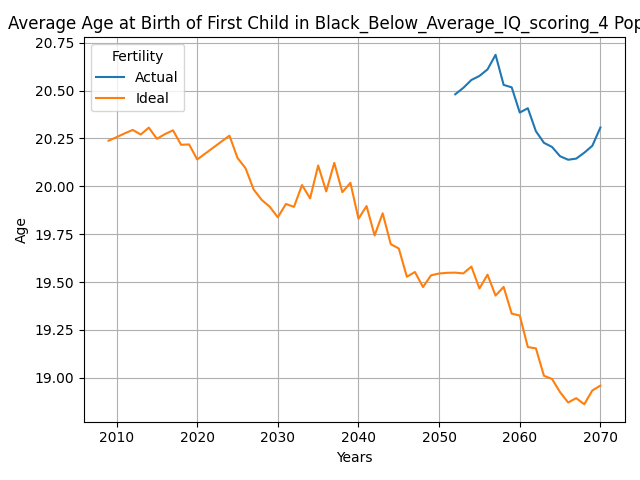 Average Age at Birth of First Child in Black_Below_Average_IQ_scoring_4 Pop
Fertility
Actual
Ideal
20.75
20.50
20.25
20.00
19.75
19.50
19.25
19.00
Age
2010 2020 2030 2040 2050 2060 2070
Years